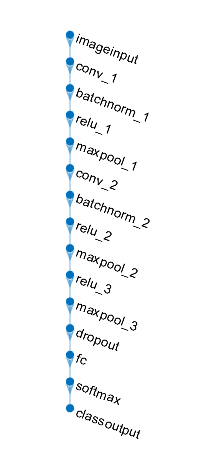 imageinput
conv_1
batchnorm_1
relu_1
maxpool_1
conv_2
batchnorm_2
relu_2
maxpool_2
relu_3
maxpool_3
dropout
fc
softmax
classoutput